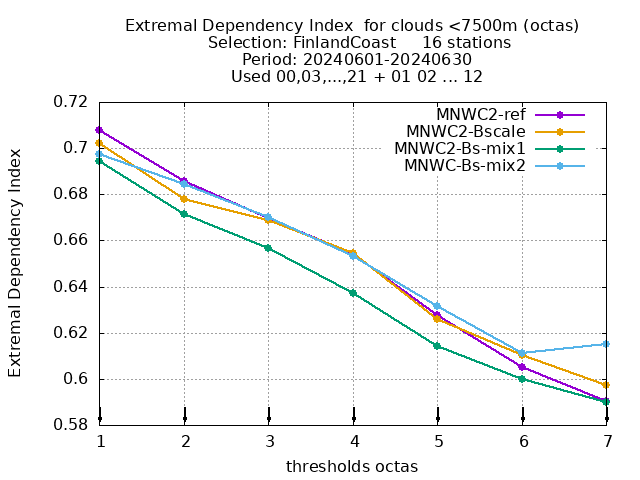 Extremal Dependency Index  for clouds <7500m (octas)
Selection: FinlandCoast     16 stations
Period: 20240601-20240630
Used 00,03,...,21 + 01 02 ... 12
MNWC2-ref
MNWC2-Bscale
MNWC2-Bs-mix1
MNWC-Bs-mix2
Extremal Dependency Index
0.72
0.7
0.68
0.66
0.64
0.62
0.6
0.58
1 2 3 4 5 6 7
thresholds octas